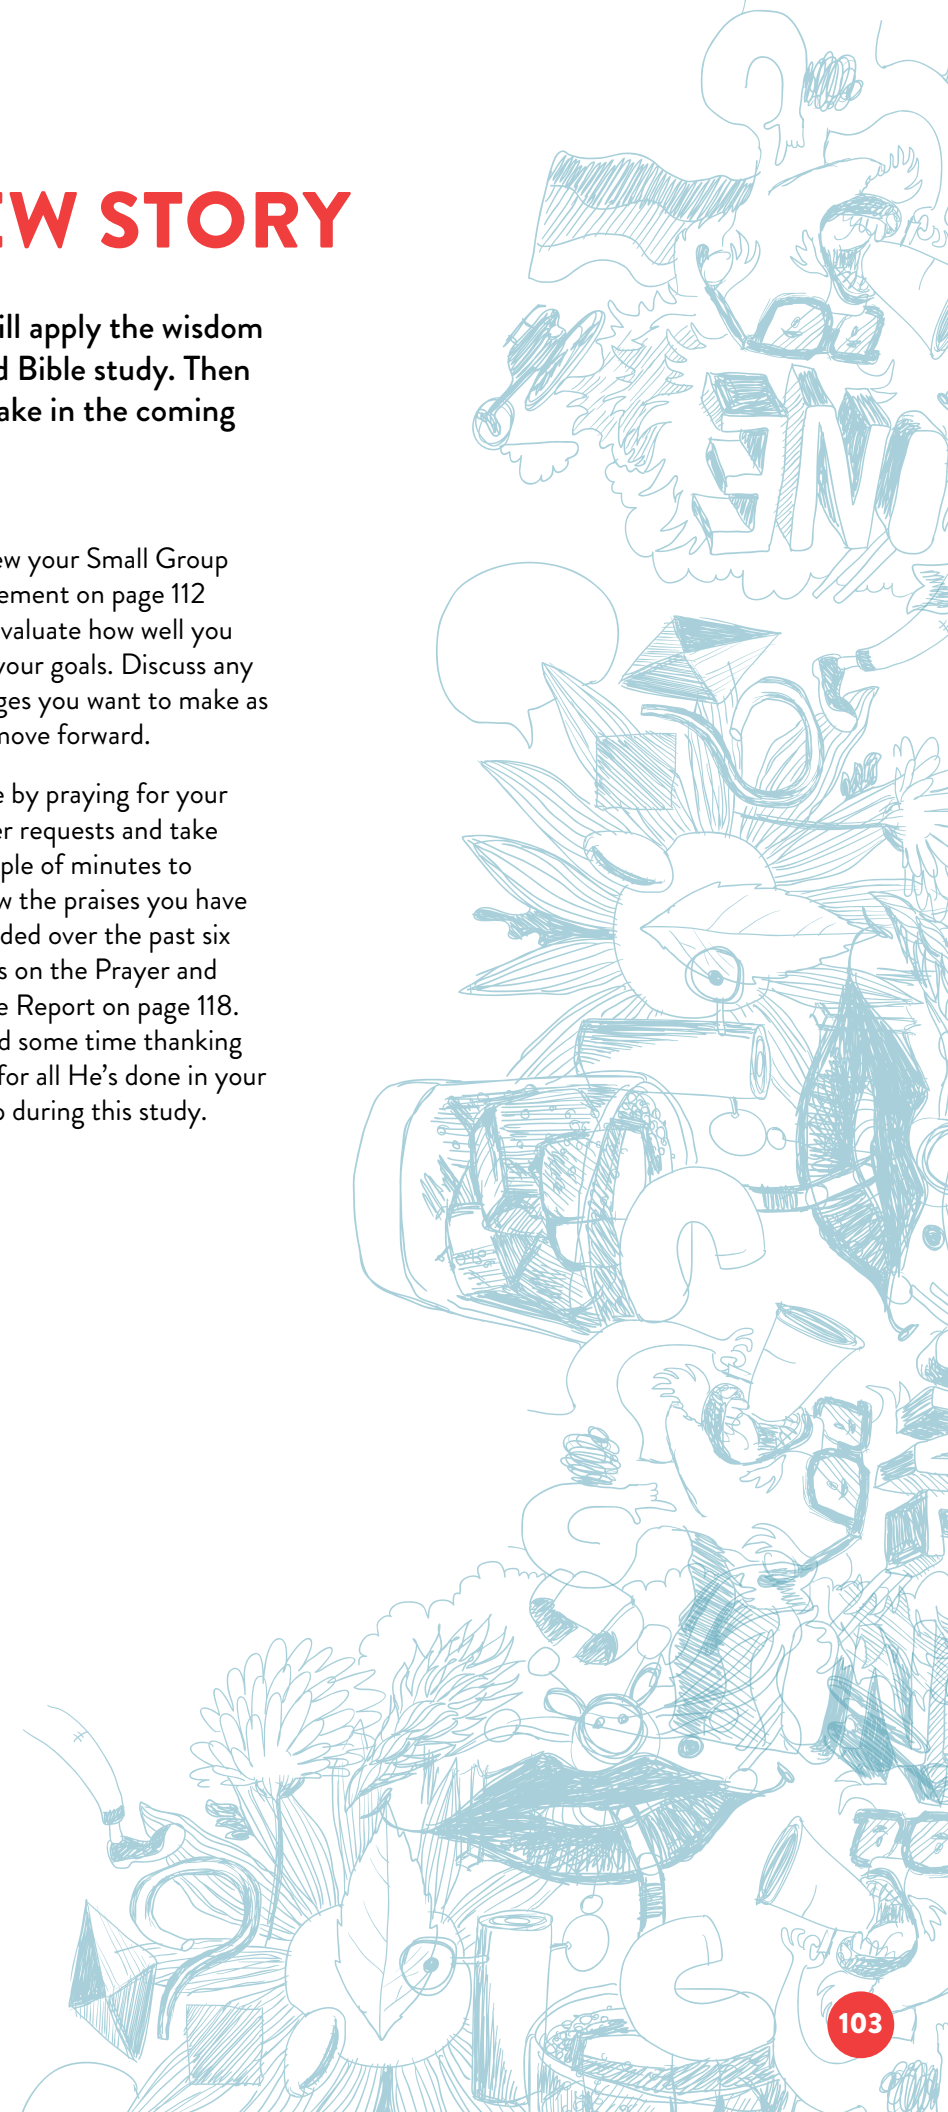 EW STORY
ill apply the wisdom
d Bible study. Then
ake in the coming
ew your Small Group
ement on page 112
valuate how well you
your goals. Discuss any
ges you want to make as
move forward.
e by praying for your
er requests and take
ple of minutes to
w the praises you have
ded over the past six
s on the Prayer and
e Report on page 118.
d some time thanking
for all He’s done in your
p during this study.
103